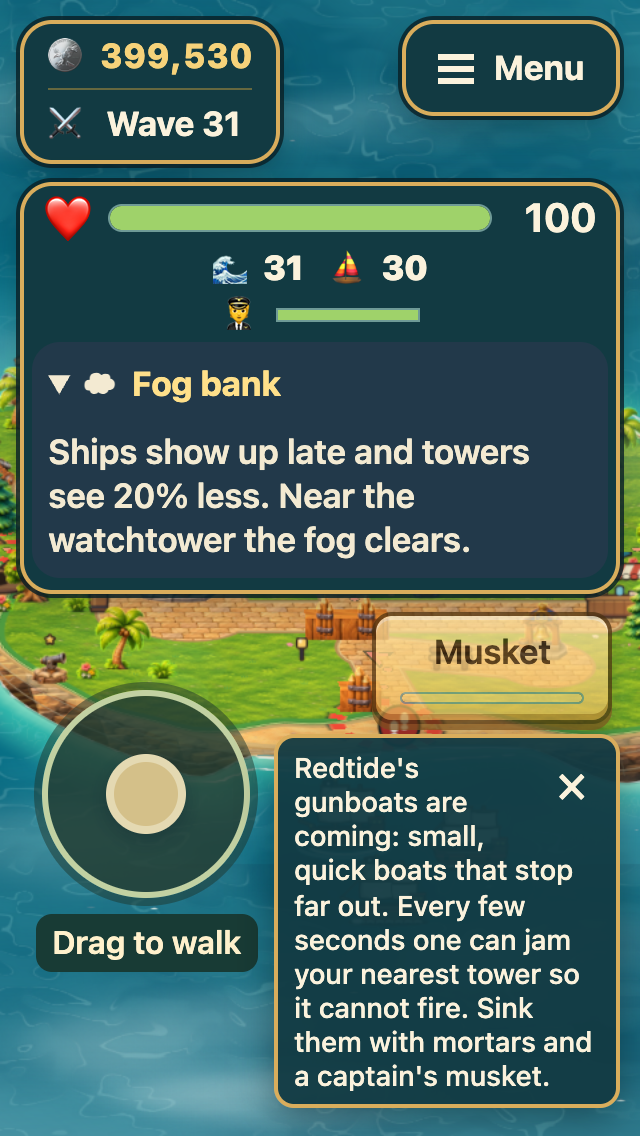 399,530
Wave 31
Menu
100
31 30
Fog bank
Ships show up late and towers
see 20% less. Near the
watchtower the fog clears.
Musket
Redtide's
gunboats are
coming: small,
quick boats that stop
far out. Every few
seconds one can jam
your nearest tower so
it cannot fire. Sink
them with mortars and
a captain's musket.
Drag to walk